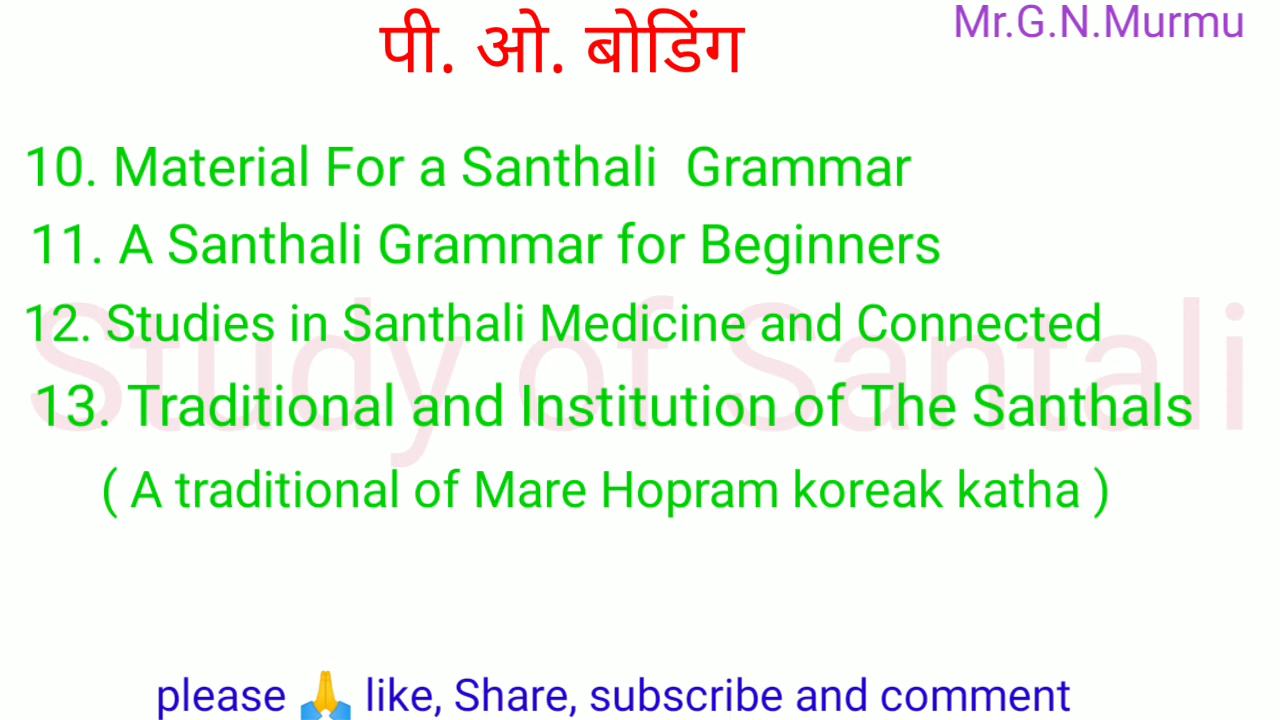 पी. ओ. बोडिंग
Mr.G.N.Murmu
10. Material For a Santhali Grammar
11. A Santhali Grammar for Beginners
12. Studies in Santhali Medicine and Connected
Study of Santali
13. Traditional and Institution of The Santhals
( A traditional of Mare Hopram koreak katha )
please 🙏 like, Share, subscribe and comment